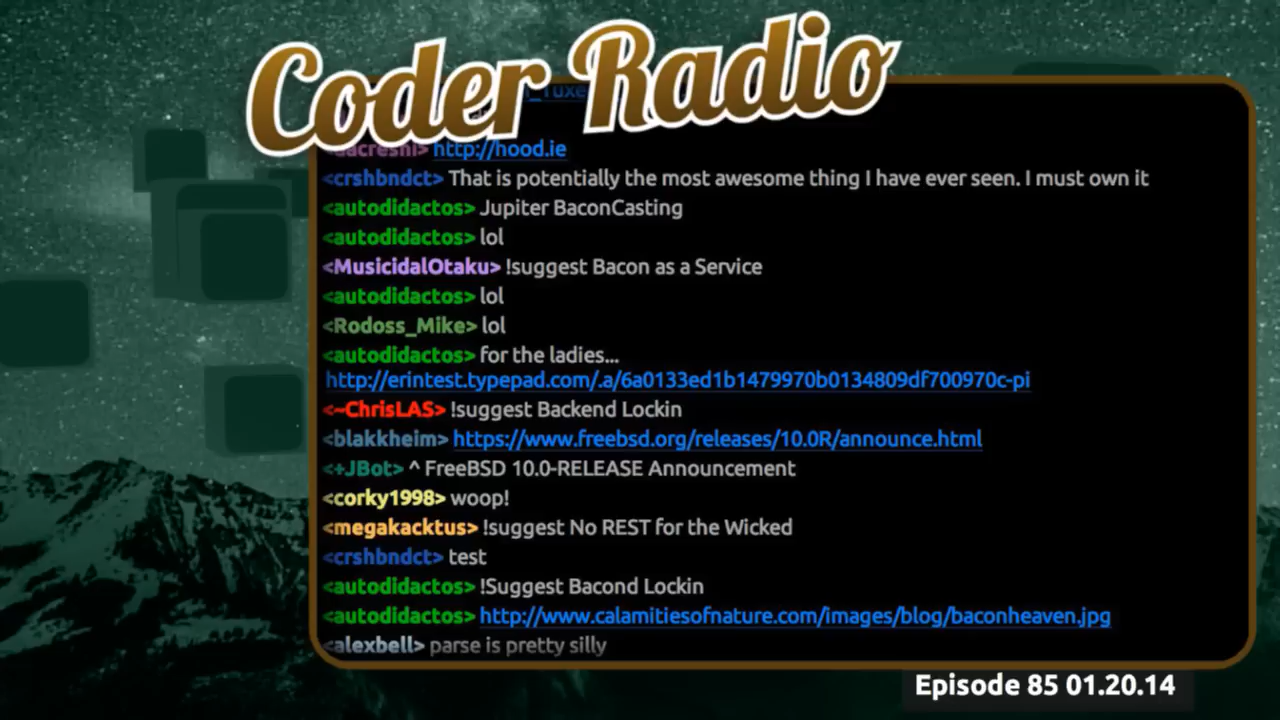 Coder Radio
_Tuxe
<dacreshi> http://hood.ie
<crshbndct> That is potentially the most awesome thing I have ever seen. I must own it
<autodidactos> Jupiter BaconCasting
<autodidactos> lol
<MusicidalOtaku> !suggest Bacon as a Service
<autodidactos> lol
<Rodoss_Mike> lol
<autodidactos> for the ladies...
http://erintest.typepad.com/.a/6a0133ed1b1479970b0134809df700970c-pi
<~ChrisLAS> !suggest Backend Lockin
<blakkheim> https://www.freebsd.org/releases/10.0R/announce.html
<+JBot> ^ FreeBSD 10.0-RELEASE Announcement
<corky1998> woop!
<megakacktus> !suggest No REST for the Wicked
<crshbndct> test
<autodidactos> !Suggest Bacond Lockin
<autodidactos> http://www.calamitiesofnature.com/images/blog/baconheaven.jpg
<alexbell> parse is pretty silly
Episode 85 01.20.14